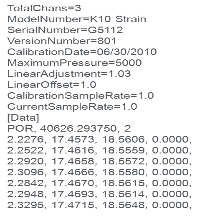 TotalChans=3
ModelNumber=K10 Strain
SerialNumber=G5112
VersionNumber=801
CalibrationDate=06/30/2010
MaximumPressure=5000
LinearAdjustment=1.03
LinearOffset=1.0
CalibrationSampleRate=1.0
CurrentSampleRate=1.0
[Data]
POR, 40626.293750, 2
2.2276, 17.4573, 18.5606, 0.0000,
2.2522, 17.4616, 18.5559, 0.0000,
2.2920, 17.4658, 18.5572, 0.0000,
2.3096, 17.4666, 18.5580, 0.0000,
2.2842, 17.4670, 18.5615, 0.0000,
2.2948, 17.4693, 18.5614, 0.0000,
2.3295, 17.4715, 18.5648, 0.0000,